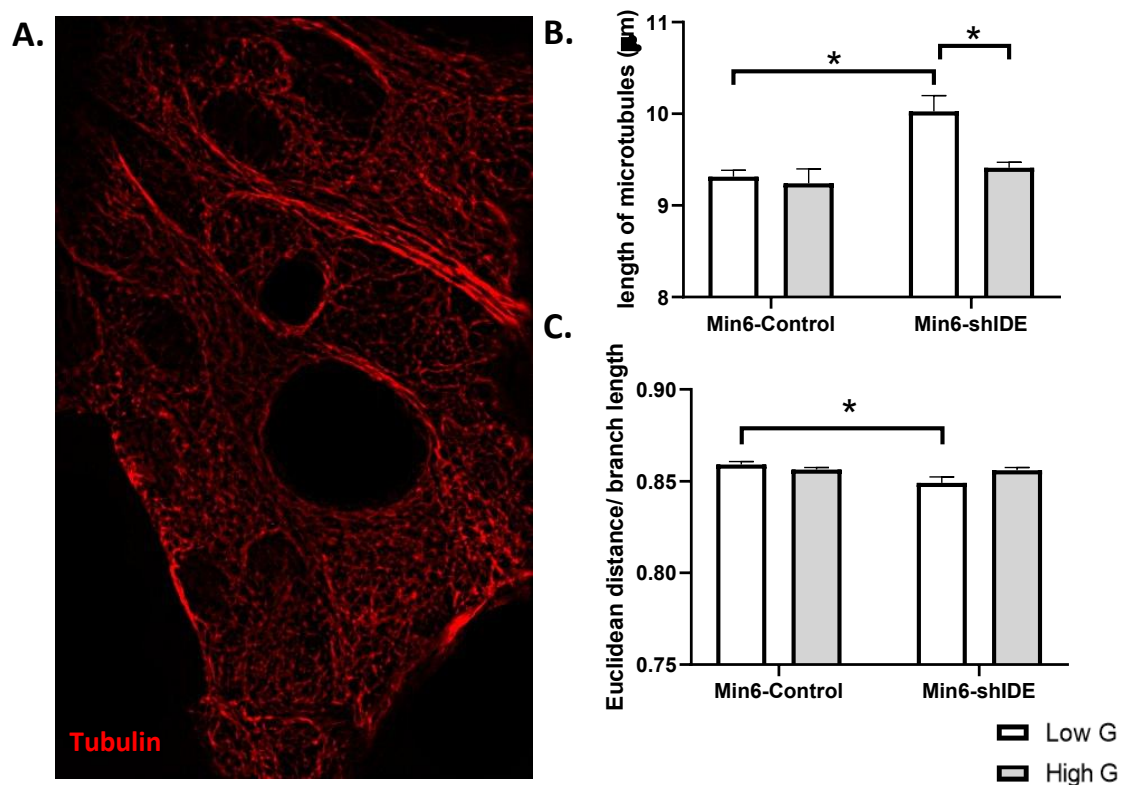 A.
Tubulin
B.
length of microtubules ( m)
11
10
9
8
*
*
Min6-Control
Min6-shIDE
C.
Euclidean distance/ branch length
0.90
0.85
0.80
0.75
*
Min6-Control
Min6-shIDE
Low G
High G